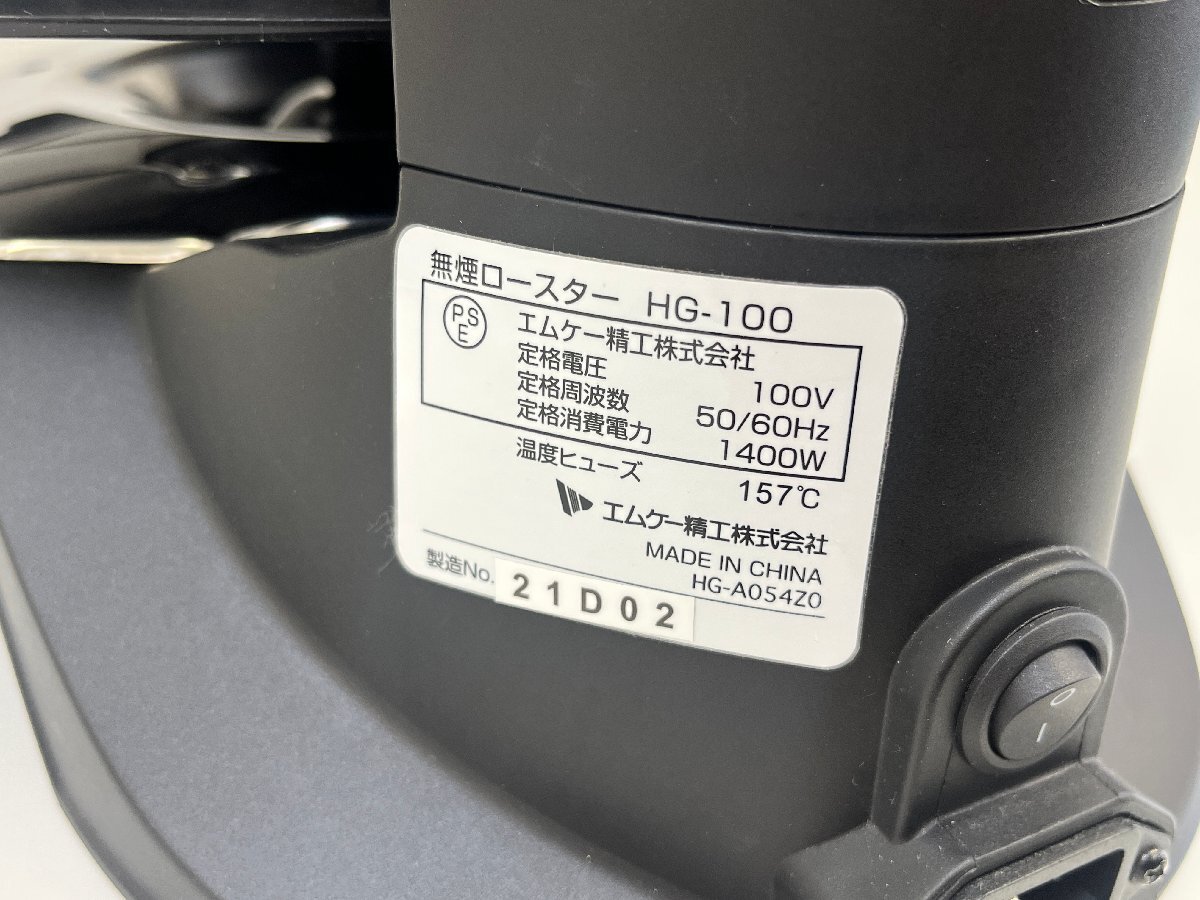 無煙ロースター HG-100
PSE
エムケー精工株式会社
定格電圧 100V
定格周波数 50/60Hz
定格消費電力 1400W
温度ヒューズ 157℃
エムケー精工株式会社
MADE IN CHINA
HG-A054Z0
製造No. 21D02
O
I